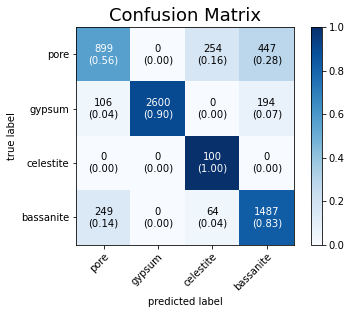 Confusion Matrix
true label
pore
gypsum
celestite
bassanite
899 0 254 447
(0.56) (0.00) (0.16) (0.28)
106 2600 0 194
(0.04) (0.90) (0.00) (0.07)
0 0 100 0
(0.00) (0.00) (1.00) (0.00)
249 0 64 1487
(0.14) (0.00) (0.04) (0.83)
pore
gypsum
celestite
bassanite
predicted label
1.0
0.8
0.6
0.4
0.2
0.0